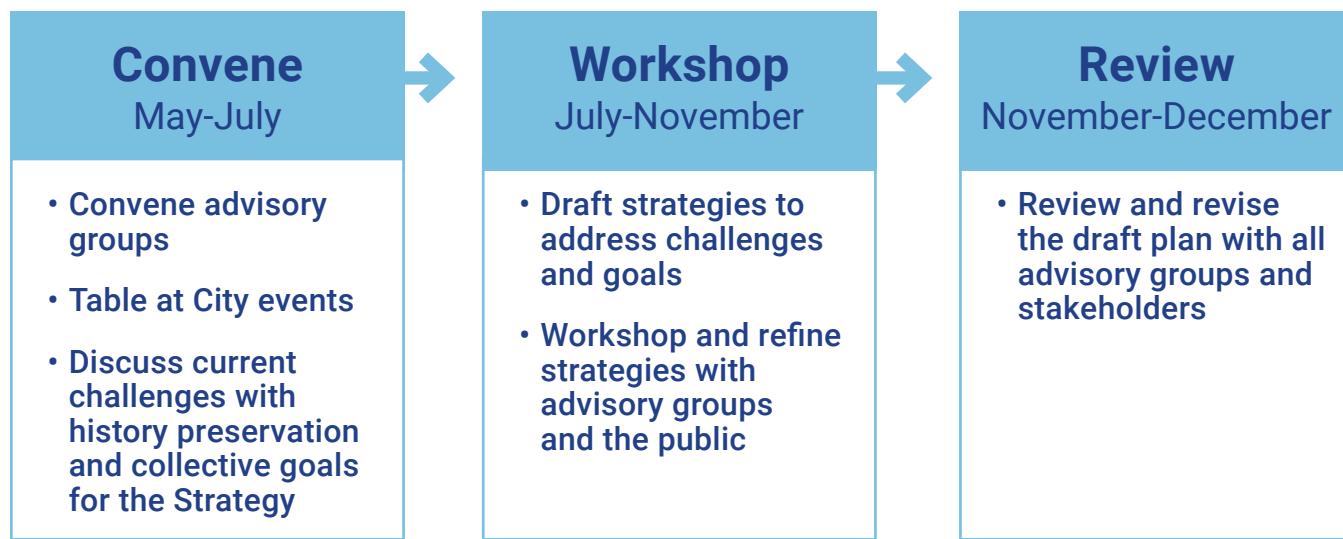 Convene
May-July
• Convene advisory
groups
• Table at City events
• Discuss current
challenges with
history preservation
and collective goals
for the Strategy
Workshop
July-November
• Draft strategies to
address challenges
and goals
• Workshop and refine
strategies with
advisory groups
and the public
Review
November-December
• Review and revise
the draft plan with all
advisory groups and
stakeholders